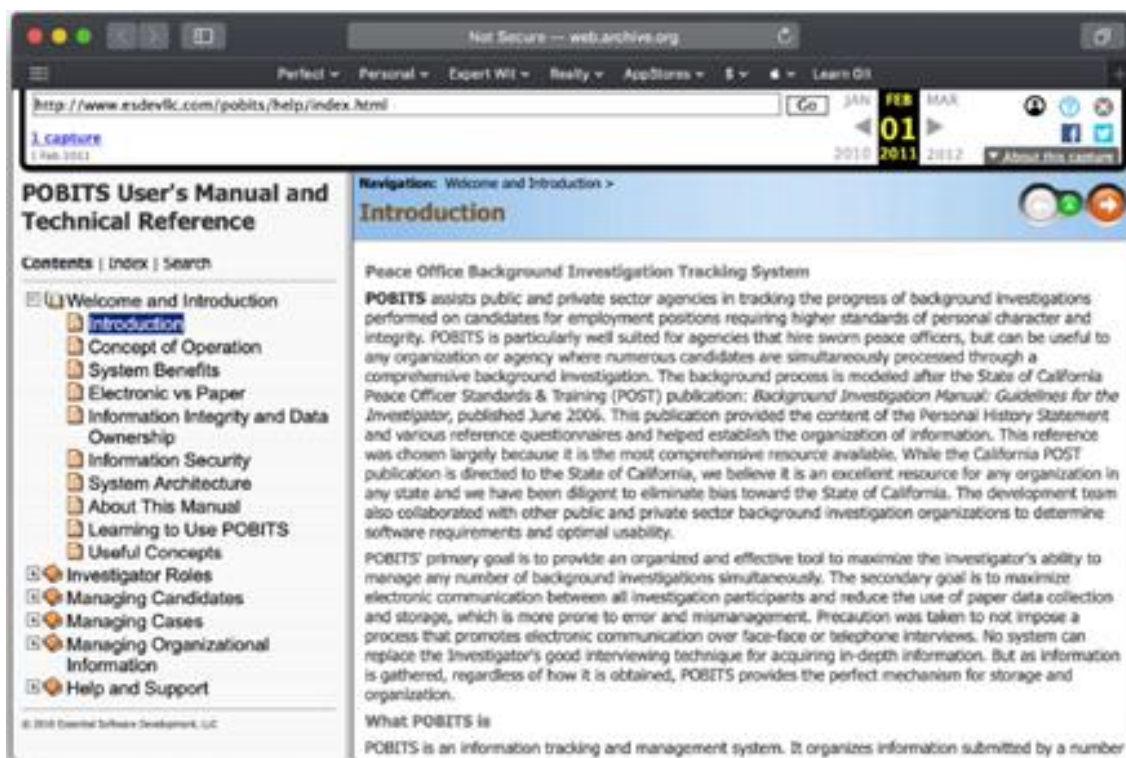 Not Secure — web.archive.org
Perfect Personal Expert Wit Realty AppStores $ Learn Git
http://www.esdevllc.com/pobits/help/index.html
Go
JAN FEB MAR
1 capture
01
1 Feb 2011
2010 2011 2012
About this capture
POBITS User's Manual and
Technical Reference
Contents | Index | Search
Welcome and Introduction
Introduction
Concept of Operation
System Benefits
Electronic vs Paper
Information Integrity and Data
Ownership
Information Security
System Architecture
About This Manual
Learning to Use POBITS
Useful Concepts
Investigator Roles
Managing Candidates
Managing Cases
Managing Organizational
Information
Help and Support
© 2010 Essential Software Development, LLC
Navigation: Welcome and Introduction >
Introduction
Peace Office Background Investigation Tracking System
POBITS assists public and private sector agencies in tracking the progress of background investigations
performed on candidates for employment positions requiring higher standards of personal character and
integrity. POBITS is particularly well suited for agencies that hire sworn peace officers, but can be useful to
any organization or agency where numerous candidates are simultaneously processed through a
comprehensive background investigation. The background process is modeled after the State of California
Peace Officer Standards & Training (POST) publication: Background Investigation Manual: Guidelines for the
Investigator, published June 2006. This publication provided the content of the Personal History Statement
and various reference questionnaires and helped establish the organization of information. This reference
was chosen largely because it is the most comprehensive resource available. While the California POST
publication is directed to the State of California, we believe it is an excellent resource for any organization in
any state and we have been diligent to eliminate bias toward the State of California. The development team
also collaborated with other public and private sector background investigation organizations to determine
software requirements and optimal usability.
POBITS' primary goal is to provide an organized and effective tool to maximize the investigator's ability to
manage any number of background investigations simultaneously. The secondary goal is to maximize
electronic communication between all investigation participants and reduce the use of paper data collection
and storage, which is more prone to error and mismanagement. Precaution was taken to not impose a
process that promotes electronic communication over face-face or telephone interviews. No system can
replace the Investigator's good interviewing technique for acquiring in-depth information. But as information
is gathered, regardless of how it is obtained, POBITS provides the perfect mechanism for storage and
organization.
What POBITS is
POBITS is an information tracking and management system. It organizes information submitted by a number